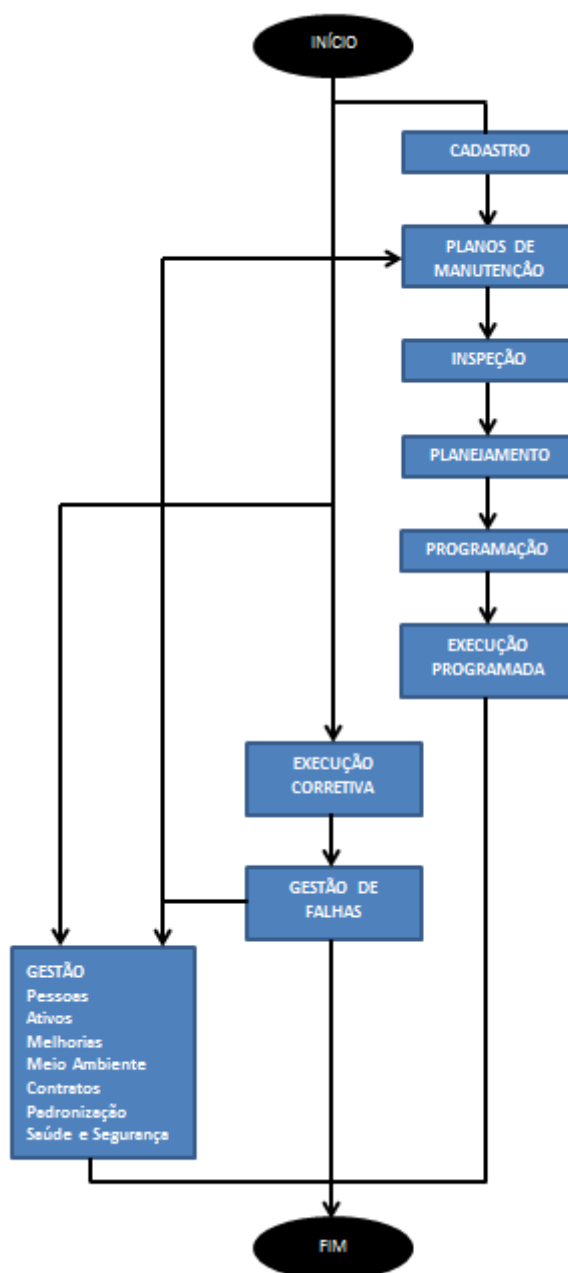 INÍCIO
CADASTRO
PLANOS DE
MANUTENÇÃO
INSPEÇÃO
PLANEJAMENTO
PROGRAMAÇÃO
EXECUÇÃO
PROGRAMADA
EXECUÇÃO
CORRETIVA
GESTÃO DE
FALHAS
GESTÃO
Pessoas
Ativos
Melhorias
Meio Ambiente
Contratos
Padronização
Saúde e Segurança
FIM